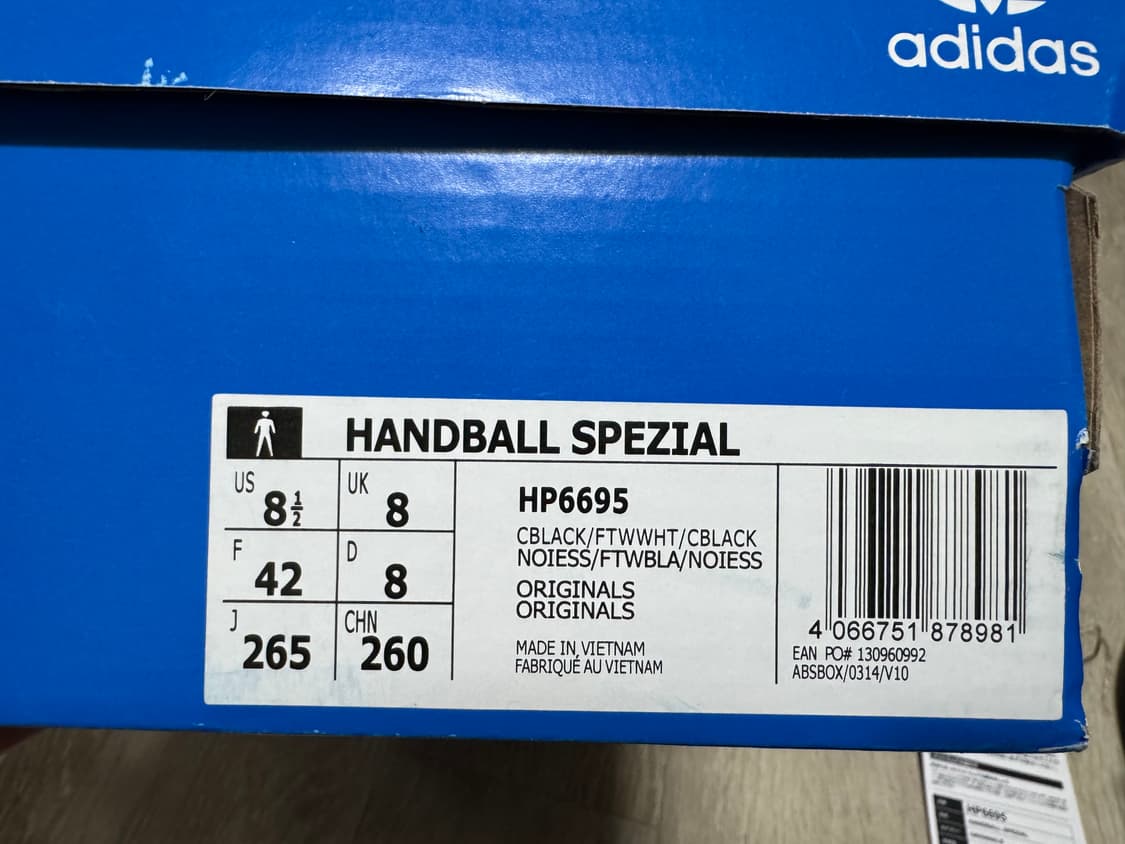 adidas
HANDBALL SPEZIAL
US 8½ UK 8
F 42 D 8
J 265 CHN 260
HP6695
CBLACK/FTWWHT/CBLACK
NOIESS/FTWBLA/NOIESS
ORIGINALS
ORIGINALS
MADE IN VIETNAM
FABRIQUÉ AU VIETNAM
4 066751 878981
EAN PO# 130960992
ABSBOX/0314/V10
HP6695